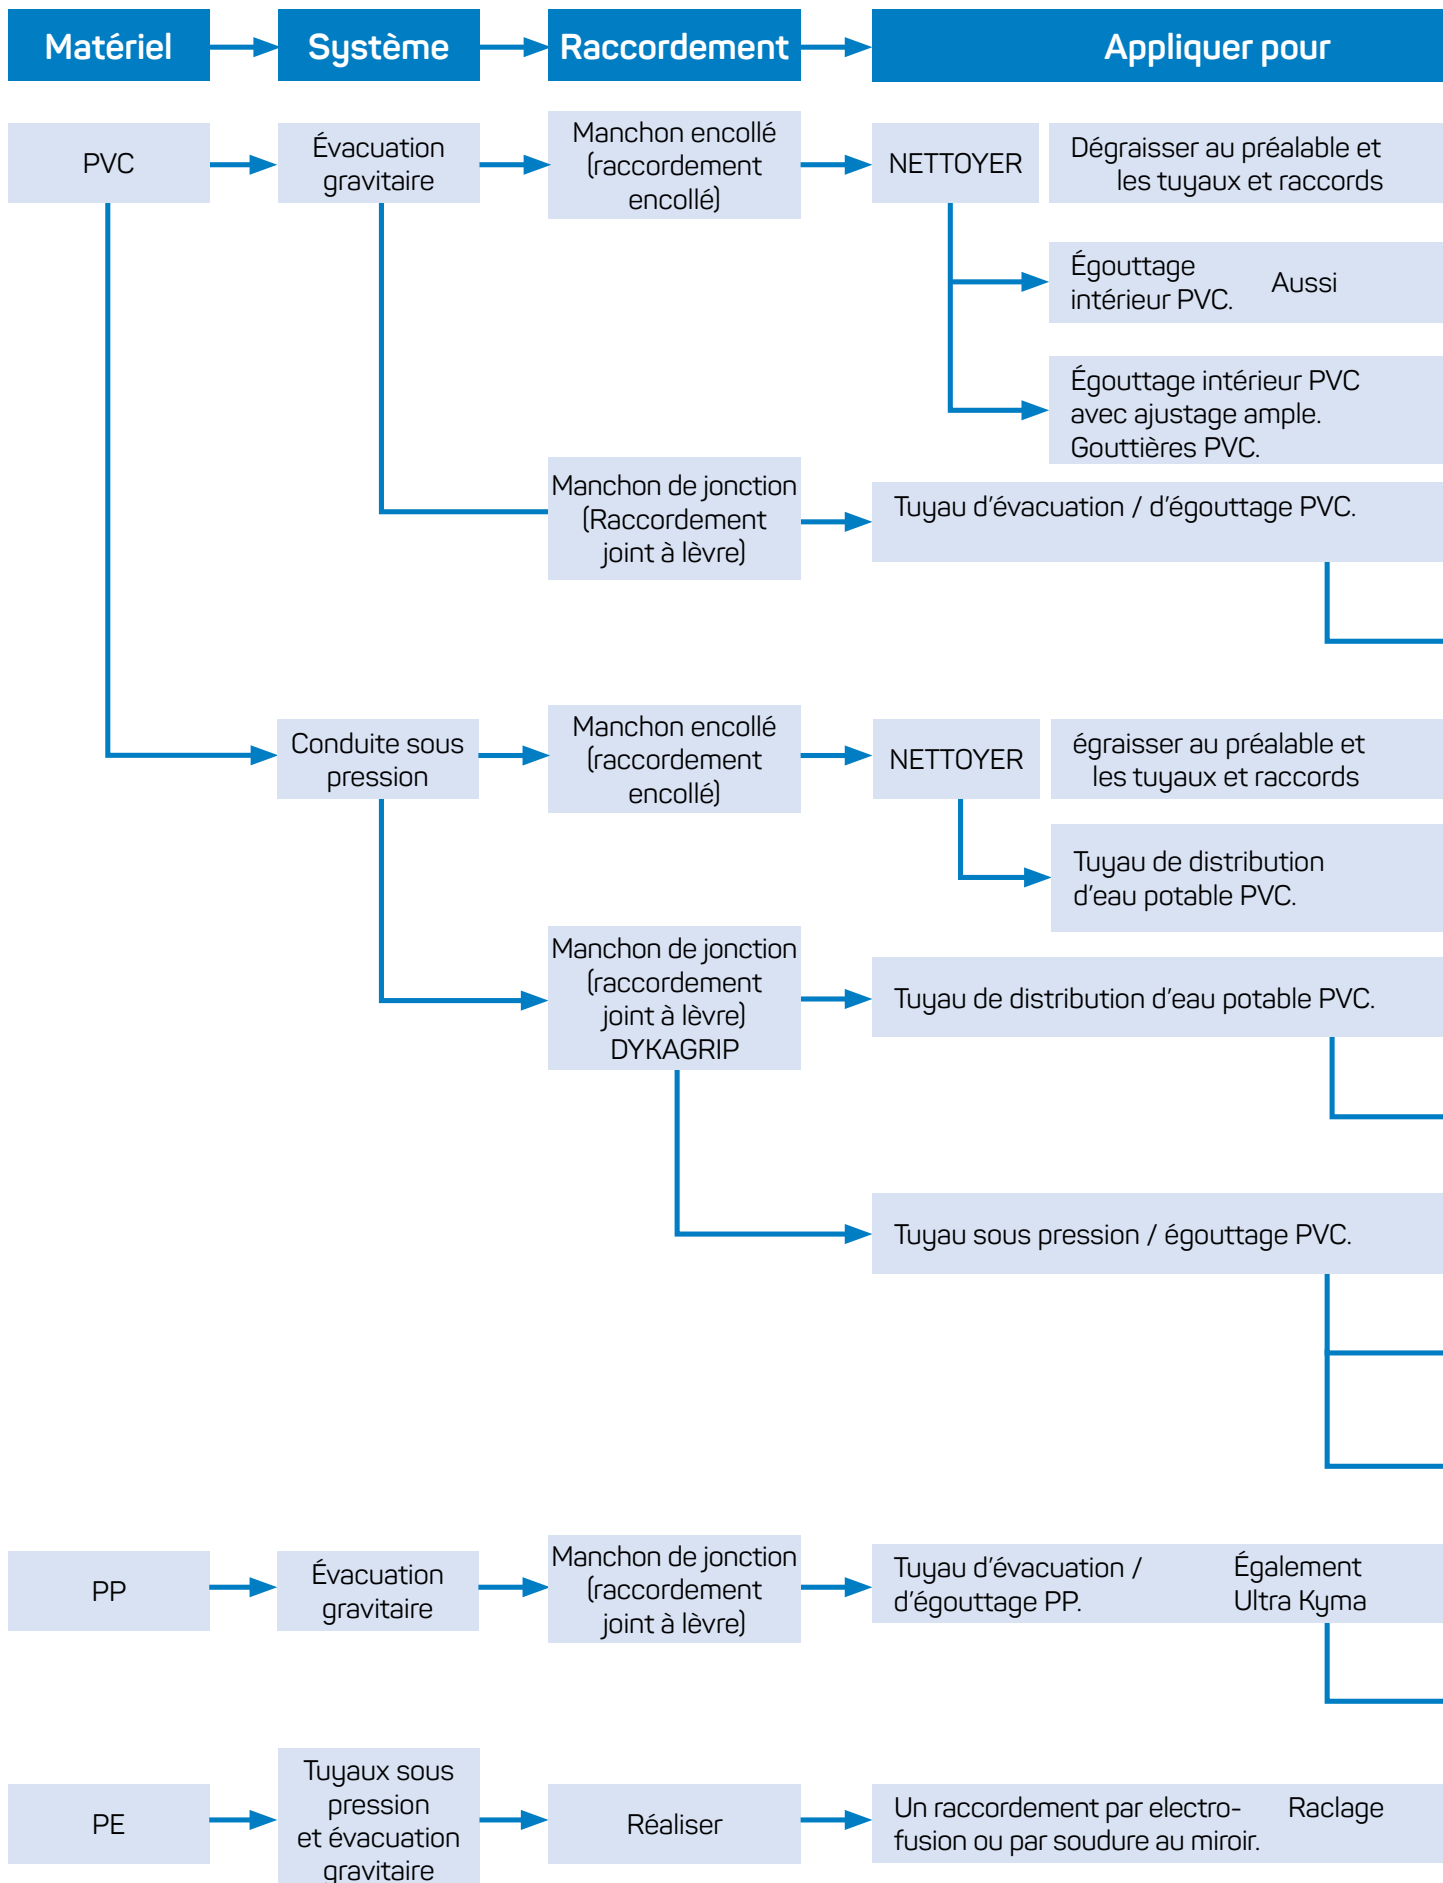 Matériel
Système
Raccordement
Appliquer pour
PVC
Évacuation
gravitaire
Manchon encollé
(raccordement
encollé)
NETTOYER
Dégraisser au préalable et
les tuyaux et raccords
Égouttage
intérieur PVC.
Aussi
Égouttage intérieur PVC
avec ajustage ample.
Gouttières PVC.
Manchon de jonction
(Raccordement
joint à lèvre)
Tuyau d'évacuation / d'égouttage PVC.
Conduite sous
pression
Manchon encollé
(raccordement
encollé)
NETTOYER
égraisser au préalable et
les tuyaux et raccords
Tuyau de distribution
d'eau potable PVC.
Manchon de jonction
(raccordement
joint à lèvre)
DYKAGRIP
Tuyau de distribution d'eau potable PVC.
Tuyau sous pression / égouttage PVC.
PP
Évacuation
gravitaire
Manchon de jonction
(raccordement
joint à lèvre)
Tuyau d'évacuation /
d'égouttage PP.
Également
Ultra Kyma
PE
Tuyaux sous
pression
et évacuation
gravitaire
Réaliser
Un raccordement par electro-
fusion ou par soudure au miroir.
Raclage